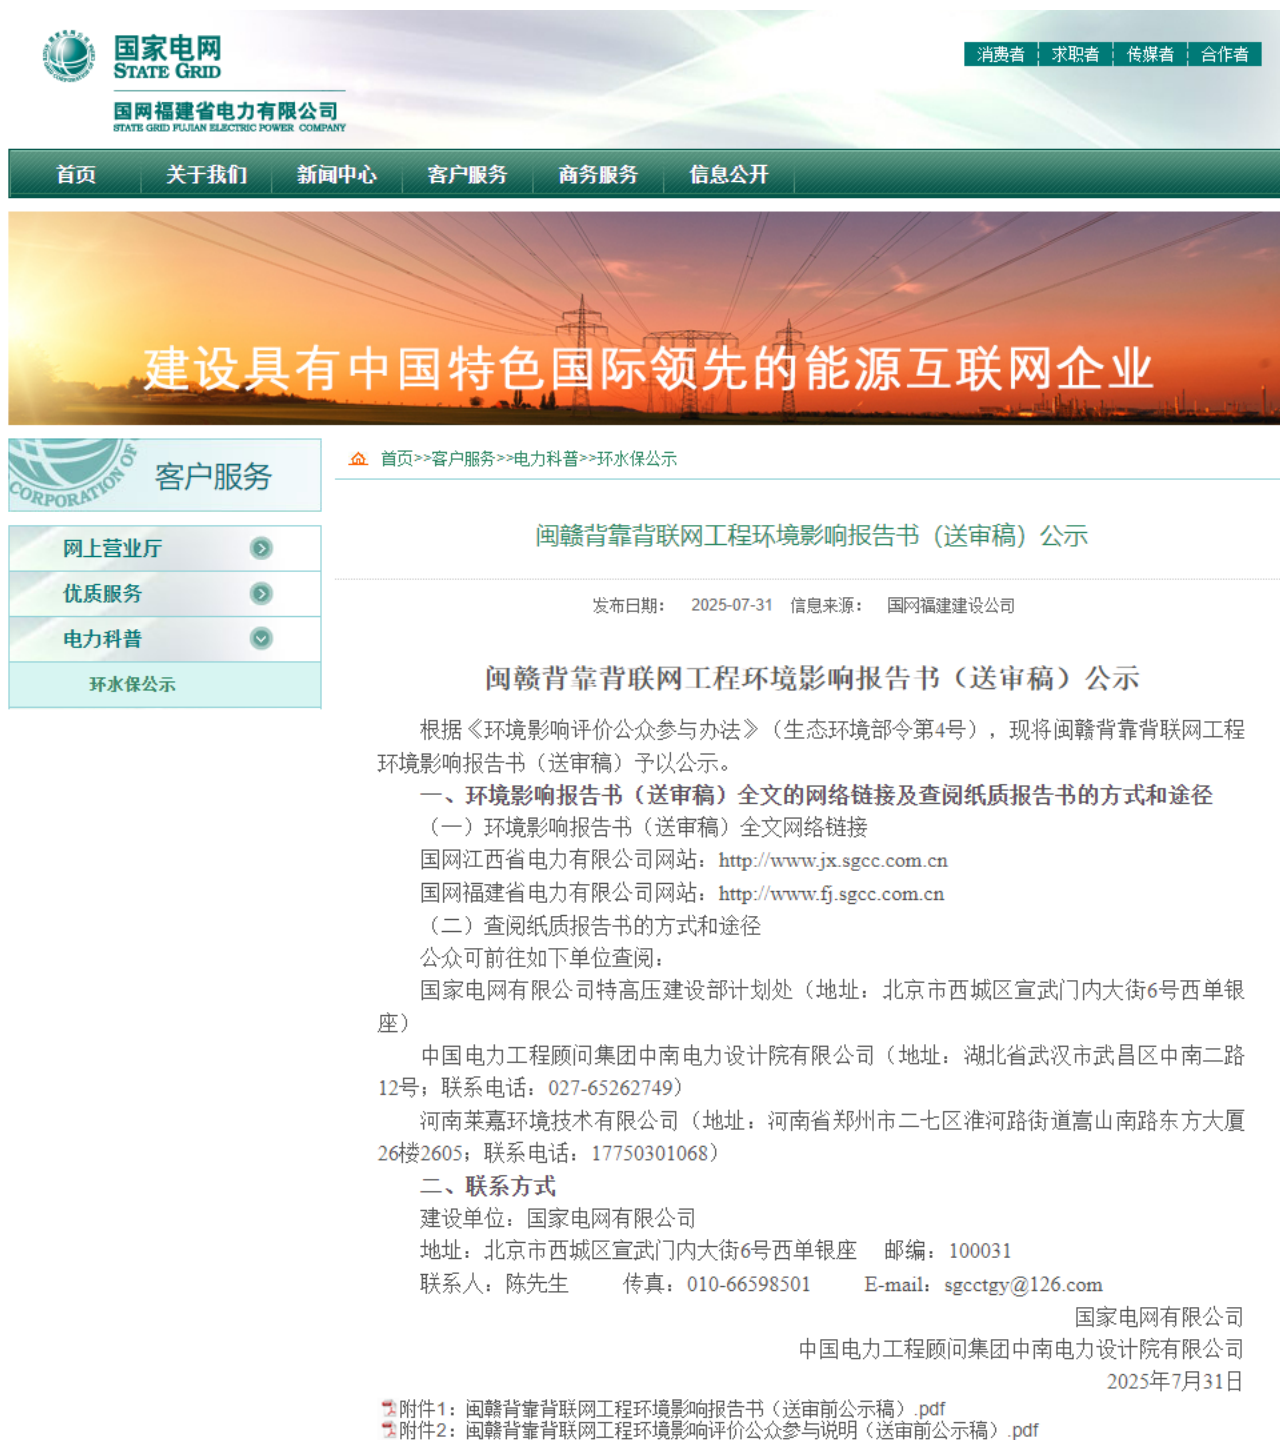 国家电网
STATE GRID
国网福建省电力有限公司
STATE GRID FUJIAN ELECTRIC POWER COMPANY
消费者 求职者 传媒者 合作者
首页 关于我们 新闻中心 客户服务 商务服务 信息公开
建设具有中国特色国际领先的能源互联网企业
CORPORATION OF
客户服务
网上营业厅
优质服务
电力科普
环水保公示
首页>>客户服务>>电力科普>>环水保公示
闽赣背靠背联网工程环境影响报告书（送审稿）公示
发布日期： 2025-07-31 信息来源： 国网福建建设公司
闽赣背靠背联网工程环境影响报告书（送审稿）公示
根据《环境影响评价公众参与办法》（生态环境部令第4号），现将闽赣背靠背联网工程
环境影响报告书（送审稿）予以公示。
一、环境影响报告书（送审稿）全文的网络链接及查阅纸质报告书的方式和途径
（一）环境影响报告书（送审稿）全文网络链接
国网江西省电力有限公司网站：http://www.jx.sgcc.com.cn
国网福建省电力有限公司网站：http://www.fj.sgcc.com.cn
（二）查阅纸质报告书的方式和途径
公众可前往如下单位查阅：
国家电网有限公司特高压建设部计划处（地址：北京市西城区宣武门内大街6号西单银
座）
中国电力工程顾问集团中南电力设计院有限公司（地址：湖北省武汉市武昌区中南二路
12号；联系电话：027-65262749）
河南莱嘉环境技术有限公司（地址：河南省郑州市二七区淮河路街道嵩山南路东方大厦
26楼2605；联系电话：17750301068）
二、联系方式
建设单位：国家电网有限公司
地址：北京市西城区宣武门内大街6号西单银座 邮编：100031
联系人：陈先生 传真：010-66598501 E-mail：sgcctgy@126.com
国家电网有限公司
中国电力工程顾问集团中南电力设计院有限公司
2025年7月31日
附件1：闽赣背靠背联网工程环境影响报告书（送审前公示稿）.pdf
附件2：闽赣背靠背联网工程环境影响评价公众参与说明（送审前公示稿）.pdf